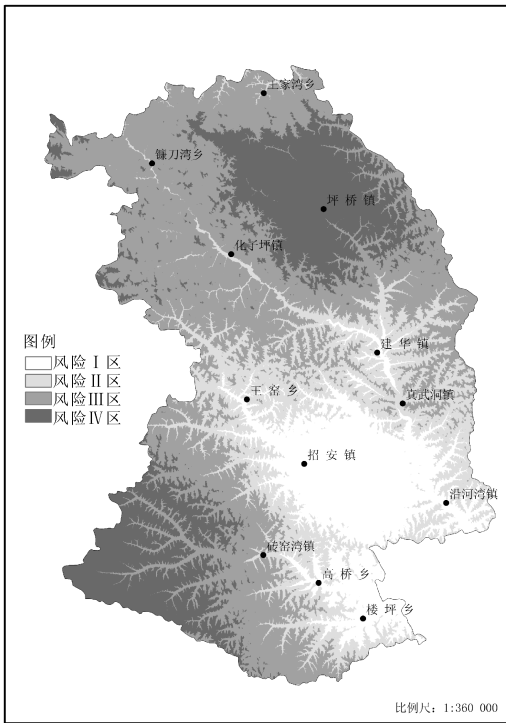 王家湾乡
镰刀湾乡
坪桥镇
化子坪镇
建华镇
图例
风险Ⅰ区
风险Ⅱ区
风险III区
风险Ⅳ区
王窑乡
真武洞镇
招安镇
沿河湾镇
砖窑湾镇
高桥乡
楼坪乡
比例尺：1:360 000